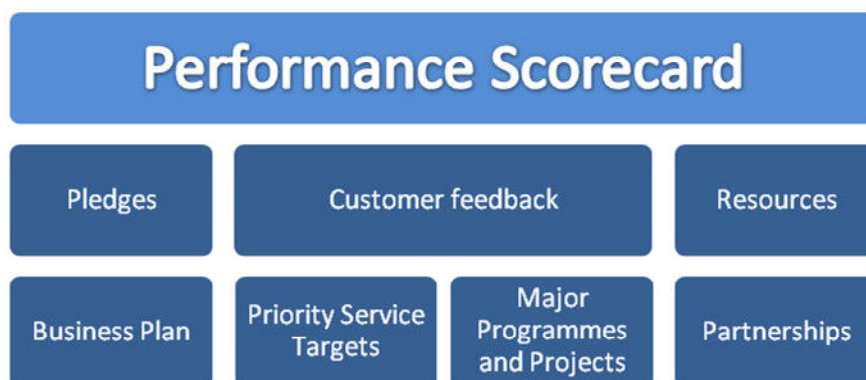 Performance Scorecard
Pledges
Customer feedback
Resources
Business Plan
Priority Service
Targets
Major
Programmes
and Projects
Partnerships